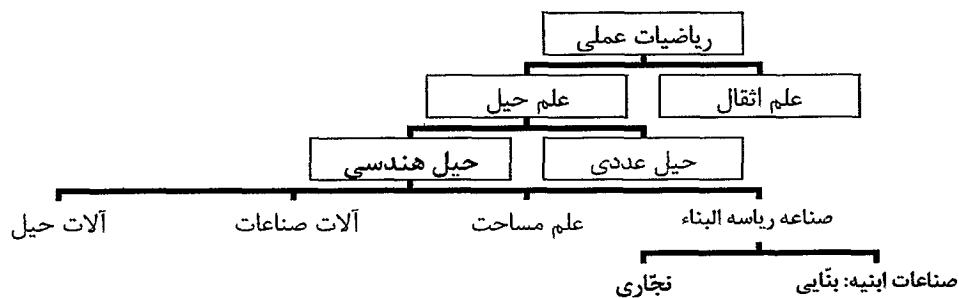 ریاضیات عملی
علم اثقال
علم حیل
حیل عددی
حیل هندسی
صناعه ریاسه البناء
علم مساحت
آلات صناعات
آلات حیل
صناعات ابنیه: بنّایی
نجّاری